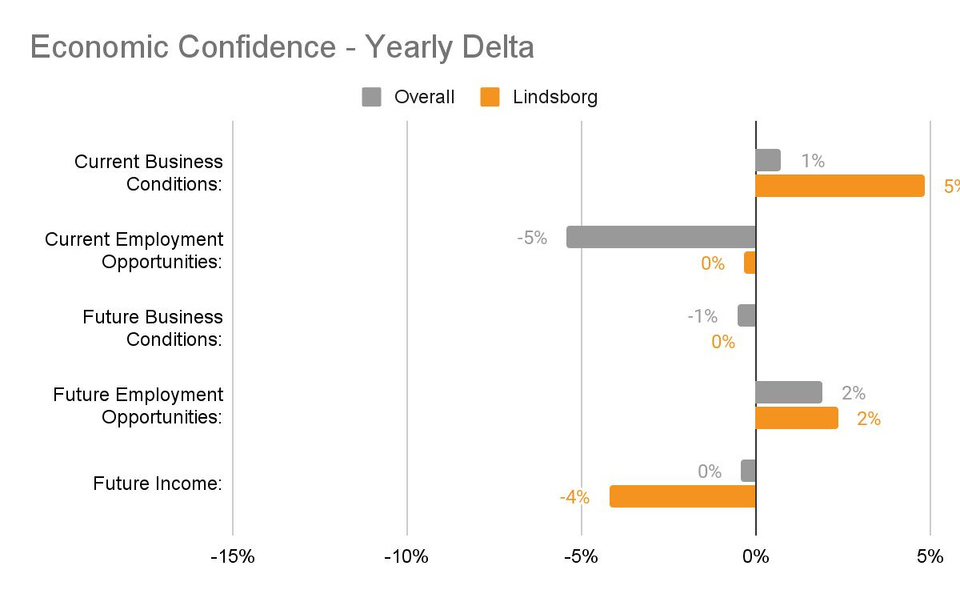 Economic Confidence - Yearly Delta
Overall
Lindsborg
Current Business
Conditions:
1%
5%
Current Employment
Opportunities:
-5%
0%
Future Business
Conditions:
-1%
0%
Future Employment
Opportunities:
2%
2%
Future Income:
0%
-4%
-15%
-10%
-5%
0%
5%